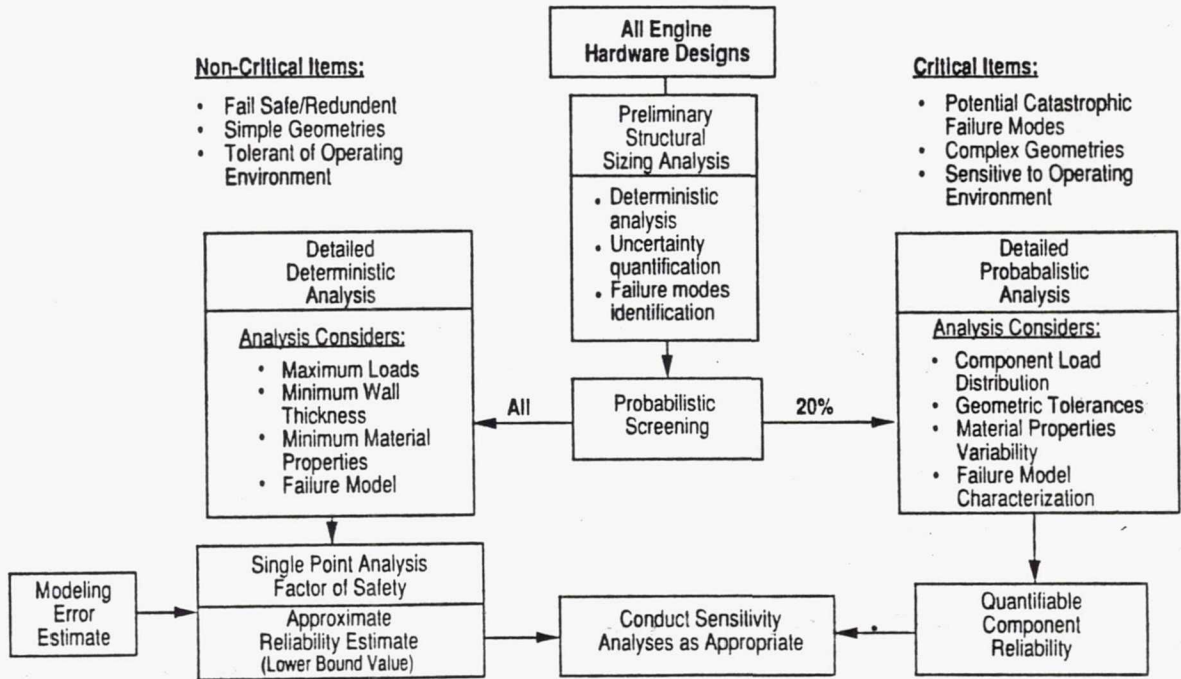 All Engine
Hardware Designs
Non-Critical Items:
• Fail Safe/Redundent
• Simple Geometries
• Tolerant of Operating
Environment
Preliminary
Structural
Sizing Analysis
• Deterministic
analysis
• Uncertainty
quantification
• Failure modes
identification
Critical Items:
• Potential Catastrophic
Failure Modes
• Complex Geometries
• Sensitive to Operating
Environment
Detailed
Deterministic
Analysis
Analysis Considers:
• Maximum Loads
• Minimum Wall
Thickness
• Minimum Material
Properties
• Failure Model
All
Probabilistic
Screening
20%
Detailed
Probabalistic
Analysis
Analysis Considers:
• Component Load
Distribution
• Geometric Tolerances
• Material Properties
Variability
• Failure Model
Characterization
Modeling
Error
Estimate
Single Point Analysis
Factor of Safety
Approximate
Reliability Estimate
(Lower Bound Value)
Conduct Sensitivity
Analyses as Appropriate
Quantifiable
Component
Reliability